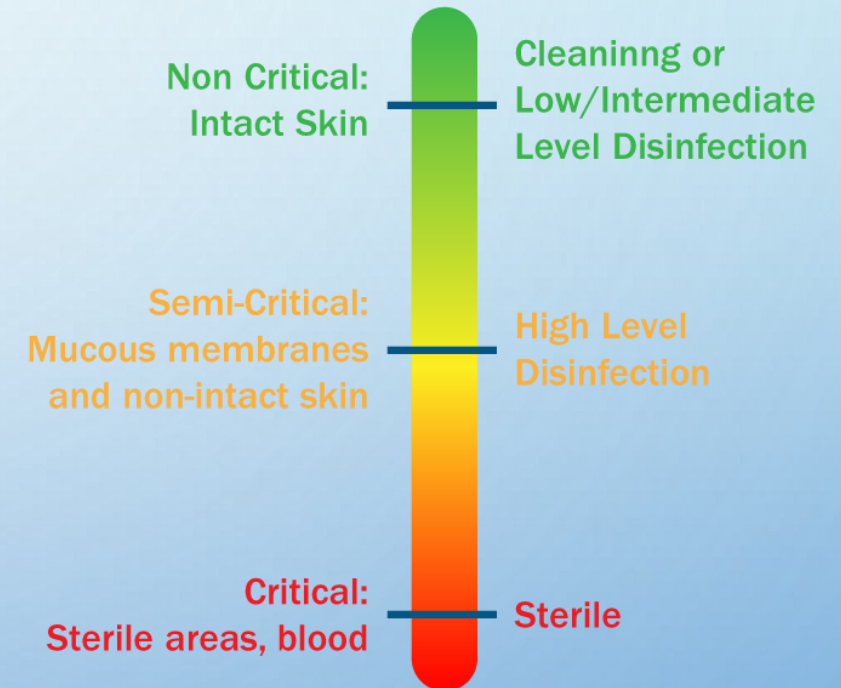 Non Critical:
Intact Skin
Cleaninng or
Low/Intermediate
Level Disinfection
Semi-Critical:
Mucous membranes
and non-intact skin
High Level
Disinfection
Critical:
Sterile areas, blood
Sterile